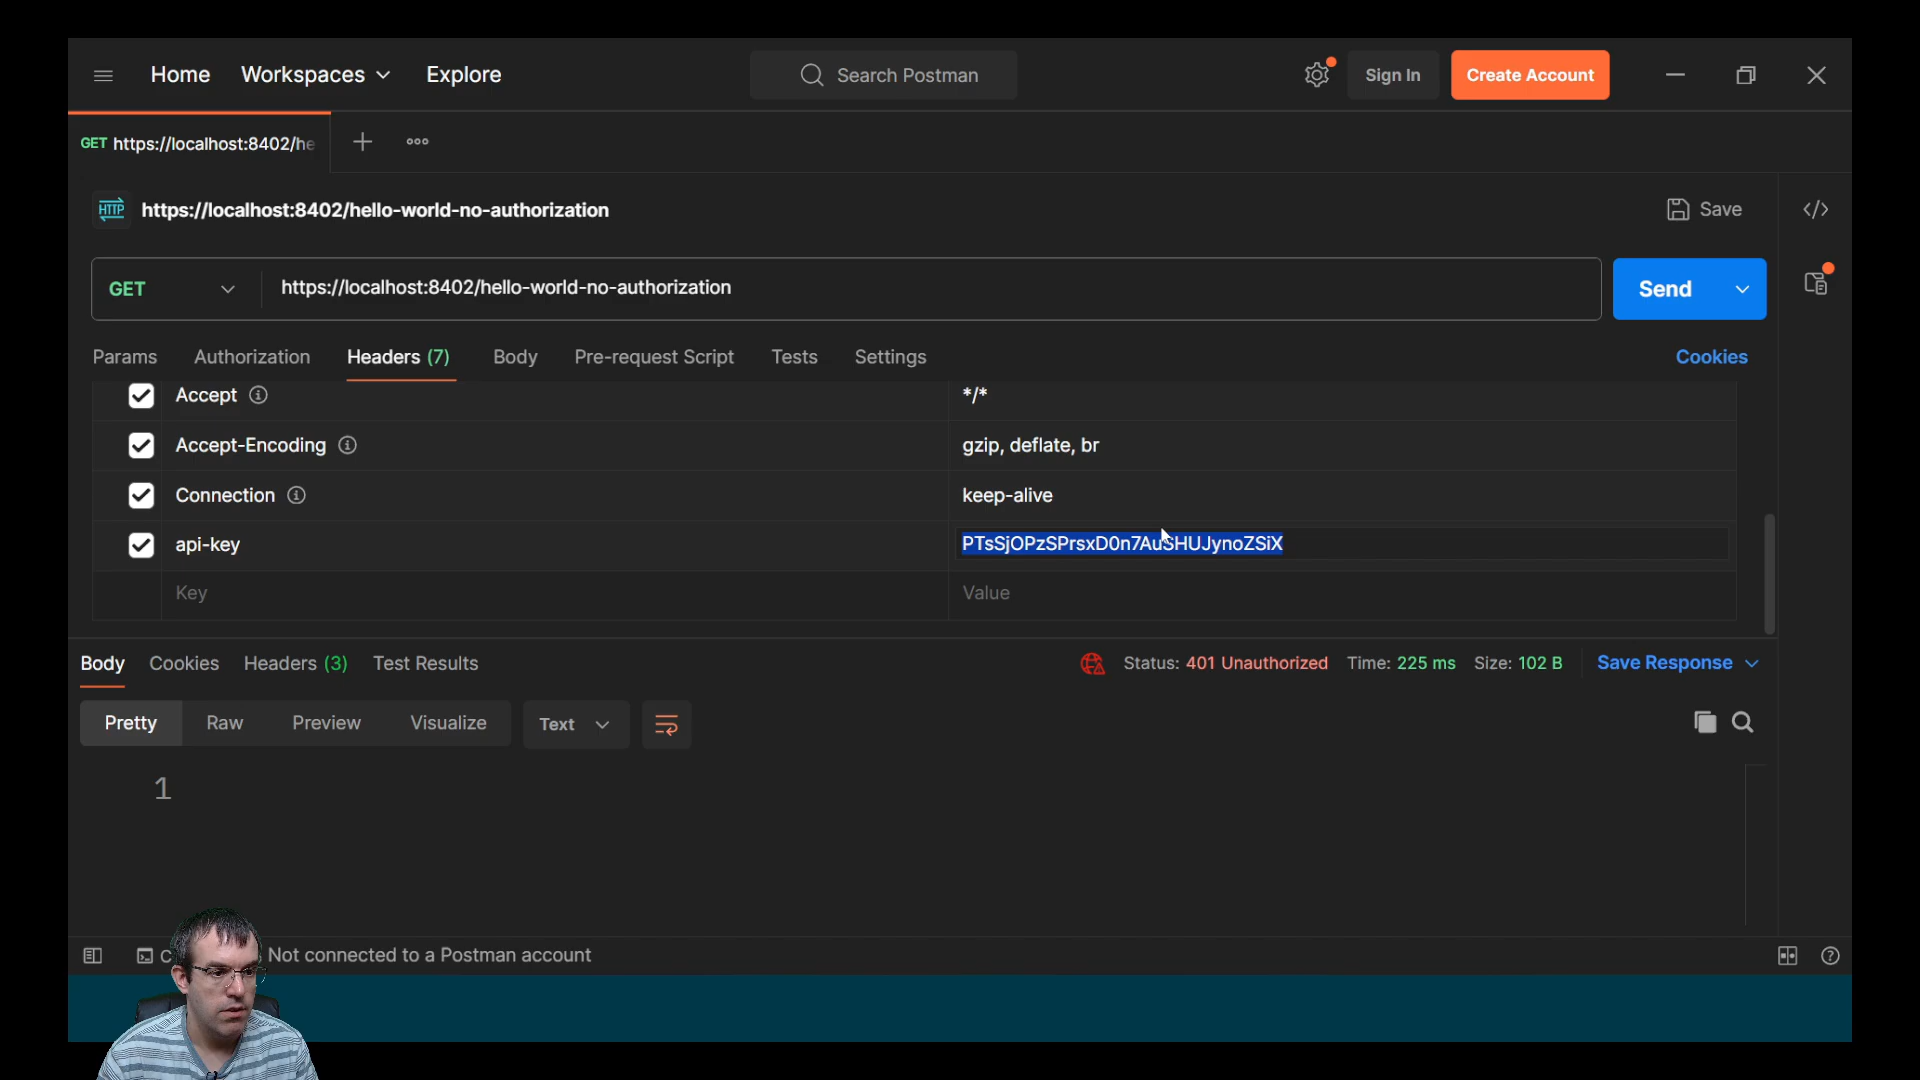 Home Workspaces Explore Search Postman Sign In Create Account
GET https://localhost:8402/he
HTTP https://localhost:8402/hello-world-no-authorization Save </>
GET https://localhost:8402/hello-world-no-authorization Send
Params Authorization Headers (7) Body Pre-request Script Tests Settings Cookies
Accept */*
Accept-Encoding gzip, deflate, br
Connection keep-alive
api-key PTsSjOPzSPrsxD0n7AuSHUJynoZSiX
Key Value
Body Cookies Headers (3) Test Results Status: 401 Unauthorized Time: 225 ms Size: 102 B Save Response
Pretty Raw Preview Visualize Text
1
C Not connected to a Postman account